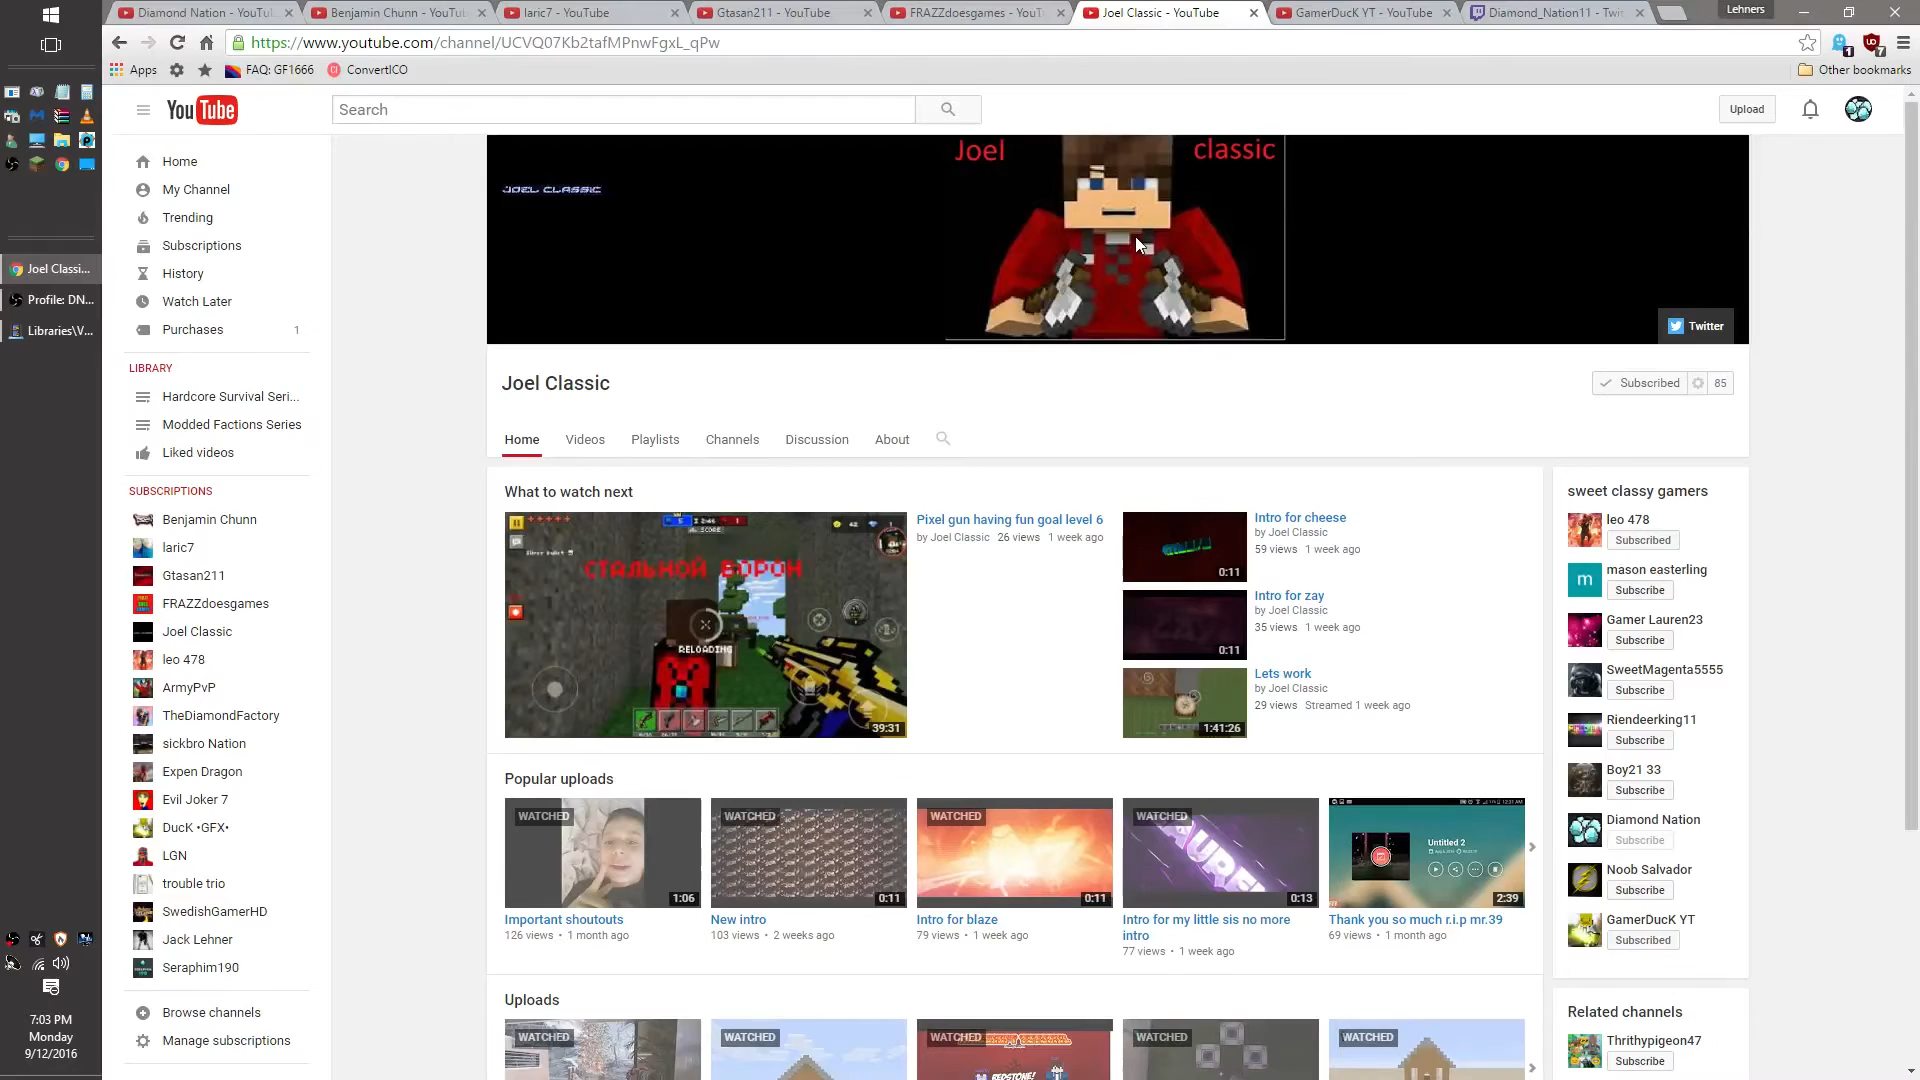 Diamond Nation - YouTu
Benjamin Chunn - YouTu
laric7 - YouTube
Gtasan211 - YouTube
FRAZZdoesgames - YouT
Joel Classic - YouTube
GamerDucK YT - YouTube
Diamond_Nation11 - Twit
Lehners
https://www.youtube.com/channel/UCVQ07Kb2tafMPnwFgxL_qPw
1
7
Apps
FAQ: GF1666
ConvertICO
Other bookmarks
YouTube
Search
Upload
Home
My Channel
Trending
Subscriptions
History
Watch Later
Purchases 1
LIBRARY
Hardcore Survival Seri...
Modded Factions Series
Liked videos
SUBSCRIPTIONS
Benjamin Chunn
laric7
Gtasan211
FRAZZdoesgames
Joel Classic
leo 478
ArmyPvP
TheDiamondFactory
sickbro Nation
Expen Dragon
Evil Joker 7
DucK •GFX•
LGN
trouble trio
SwedishGamerHD
Jack Lehner
Seraphim190
Browse channels
Manage subscriptions
Joel Classi...
Profile: DN...
Libraries\V...
7:03 PM
Monday
9/12/2016
Joel classic
JOEL CLASSIC
Twitter
Joel Classic
Subscribed 85
Home Videos Playlists Channels Discussion About
What to watch next
2:46
SCORE
СТАЛЬНОЙ ВОРОН
RELOADING
39:31
Pixel gun having fun goal level 6
by Joel Classic 26 views 1 week ago
0:11
Intro for cheese
by Joel Classic
59 views 1 week ago
0:11
Intro for zay
by Joel Classic
35 views 1 week ago
1:41:26
Lets work
by Joel Classic
29 views Streamed 1 week ago
Popular uploads
WATCHED
1:06
Important shoutouts
126 views • 1 month ago
WATCHED
0:11
New intro
103 views • 2 weeks ago
WATCHED
0:11
Intro for blaze
79 views • 1 week ago
WATCHED
0:13
Intro for my little sis no more
intro
77 views • 1 week ago
Untitled 2
2:39
Thank you so much r.i.p mr.39
69 views • 1 month ago
Uploads
WATCHED
WATCHED
WATCHED
REDSTONE!
WATCHED
WATCHED
sweet classy gamers
leo 478
Subscribed
m
mason easterling
Subscribe
Gamer Lauren23
Subscribe
SweetMagenta5555
Subscribe
Riendeerking11
Subscribe
Boy21 33
Subscribe
Diamond Nation
Subscribe
Noob Salvador
Subscribe
GamerDucK YT
Subscribed
Related channels
Thrithypigeon47
Subscribe